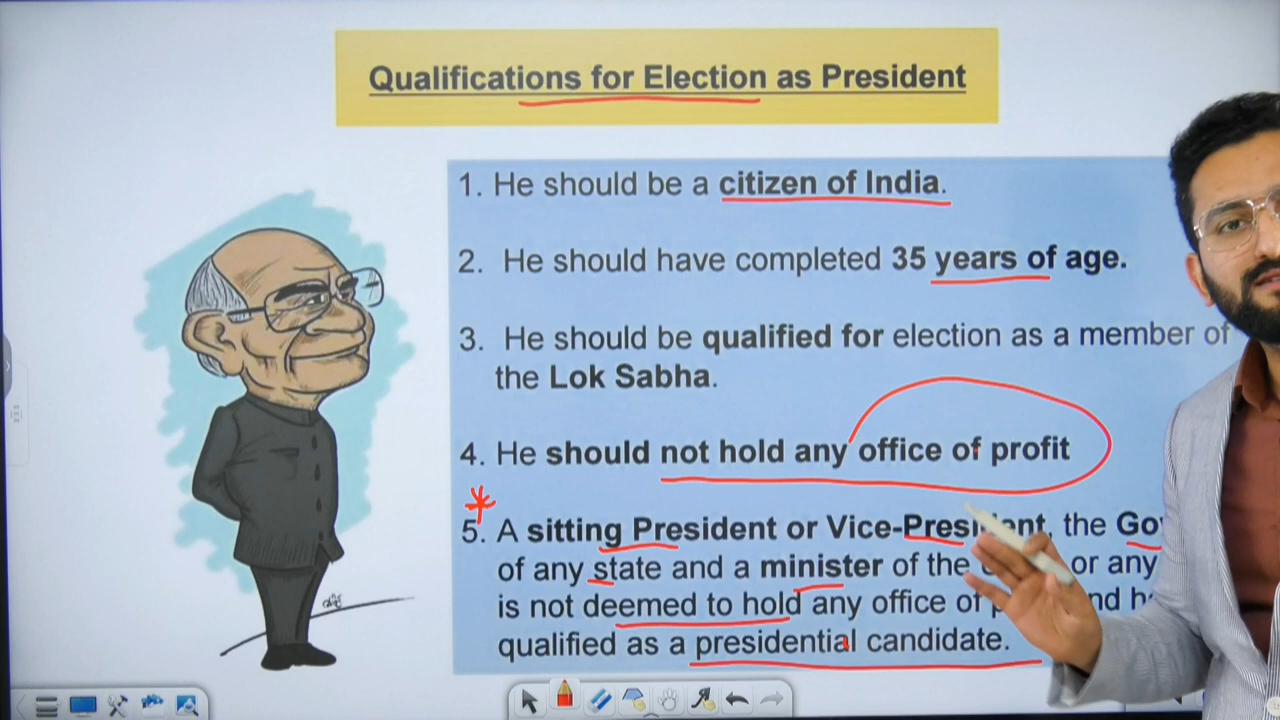 Qualifications for Election as President
1. He should be a citizen of India.
2. He should have completed 35 years of age.
3. He should be qualified for election as a member of
the Lok Sabha.
4. He should not hold any office of profit
5. A sitting President or Vice-President, the
of any state and a minister of the or any
is not deemed to hold any office of
qualified as a presidential candidate.